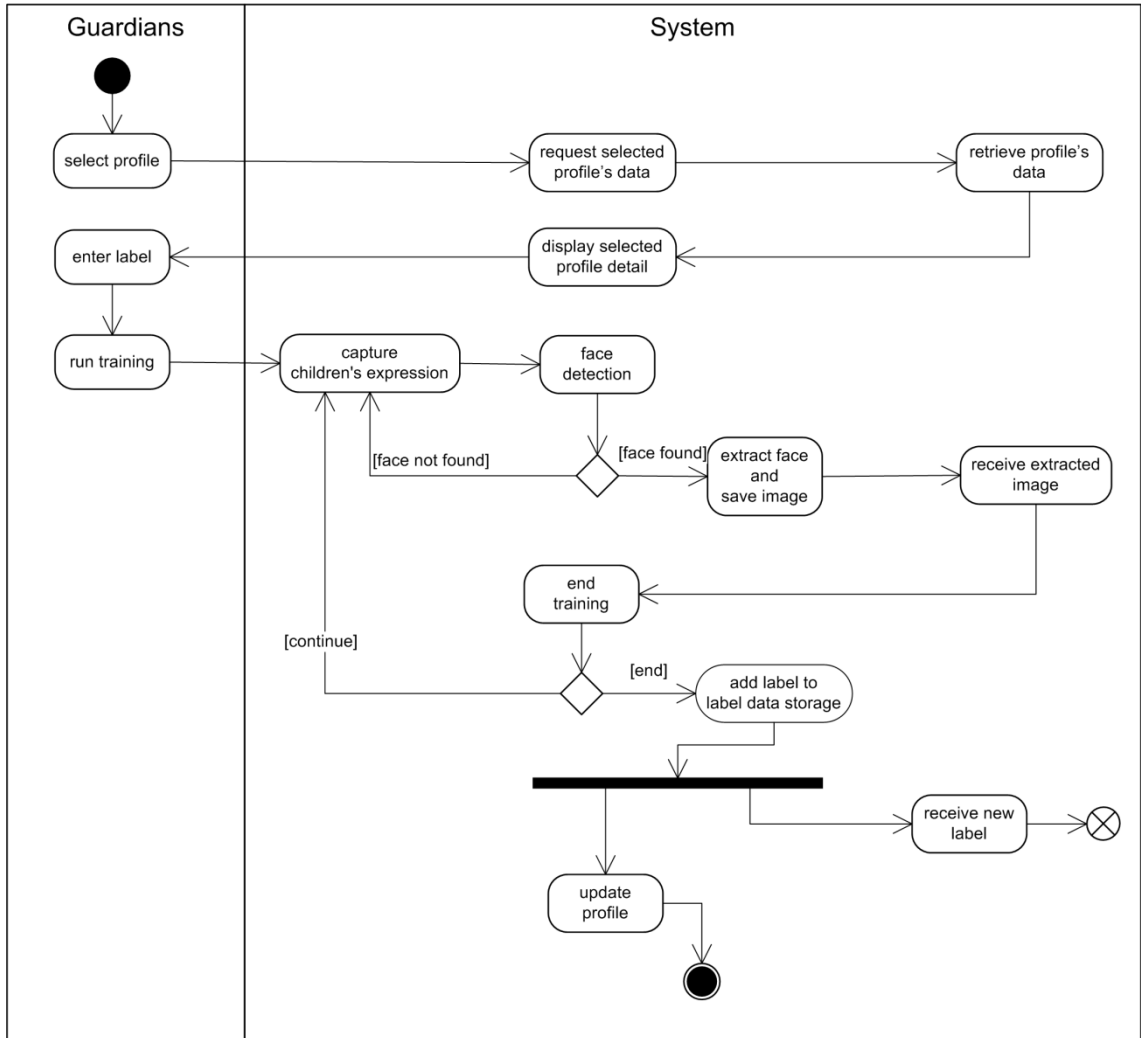 Guardians
System
select profile
request selected
profile's data
retrieve profile's
data
enter label
display selected
profile detail
run training
capture
children's expression
face
detection
[face not found]
[face found]
extract face
and
save image
receive extracted
image
end
training
[continue]
[end]
add label to
label data storage
receive new
label
update
profile